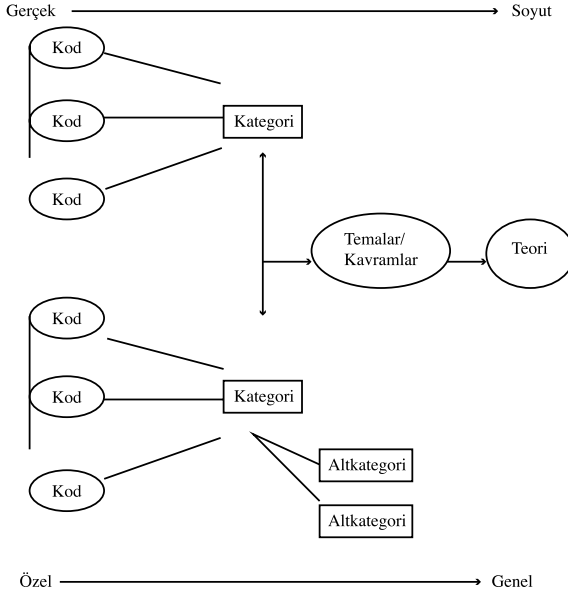 Gerçek
Soyut
Kod
Kod
Kategori
Kod
Temalar/
Kavramlar
Teori
Kod
Kod
Kategori
Altkategori
Kod
Altkategori
Özel
Genel